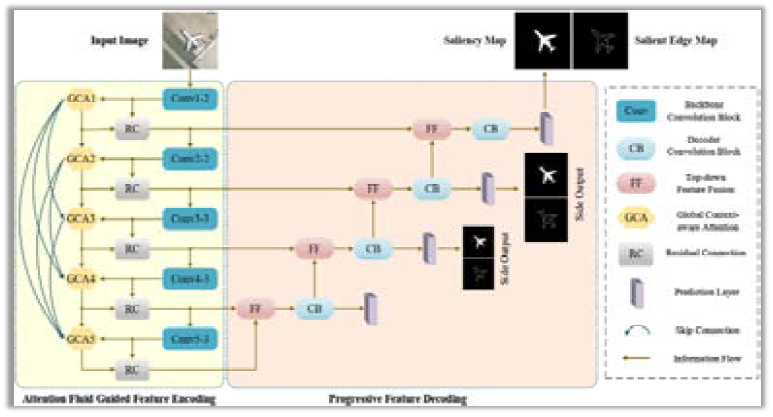 Input Image
Saliency Map
Salient Edge Map
GCA1
Conv1-2
RC
FF
CB
GCA2
Conv2-2
RC
FF
CB
Side Output
GCA3
Conv3-3
RC
FF
CB
Side Output
GCA4
Conv4-3
RC
FF
CB
GCA5
Conv5-3
RC
Attention Fluid Guided Feature Encoding
Progressive Feature Decoding
Conv
Backbone
Convolution Block
CB
Decoder
Convolution Block
FF
Top-down
Feature Fusion
GCA
Global Context-
aware Attention
RC
Residual Connection
Prediction Layer
Skip Connection
Information Flow